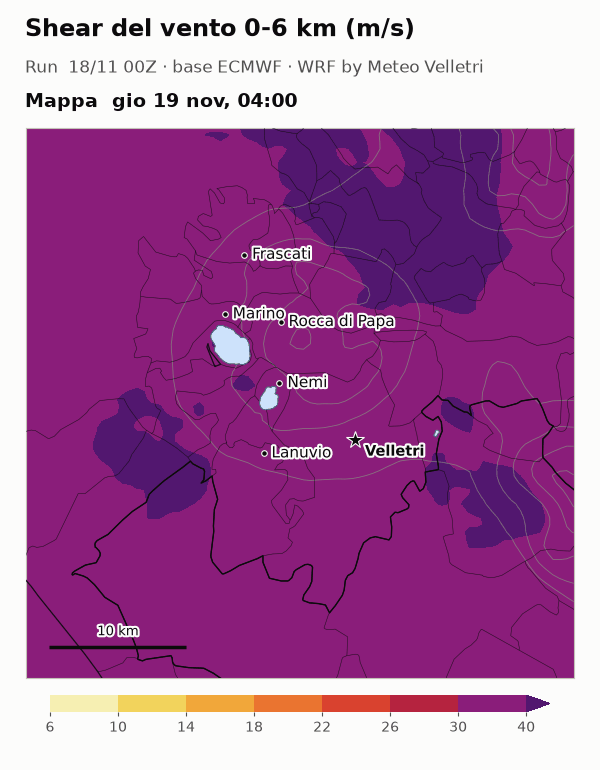 Shear del vento 0-6 km (m/s)
Run  18/11 00Z · base ECMWF · WRF by Meteo Velletri
Mappa  gio 19 nov, 04:00
Frascati
Marino
Rocca di Papa
Nemi
Velletri
Lanuvio
10 km
6 10 14 18 22 26 30 40